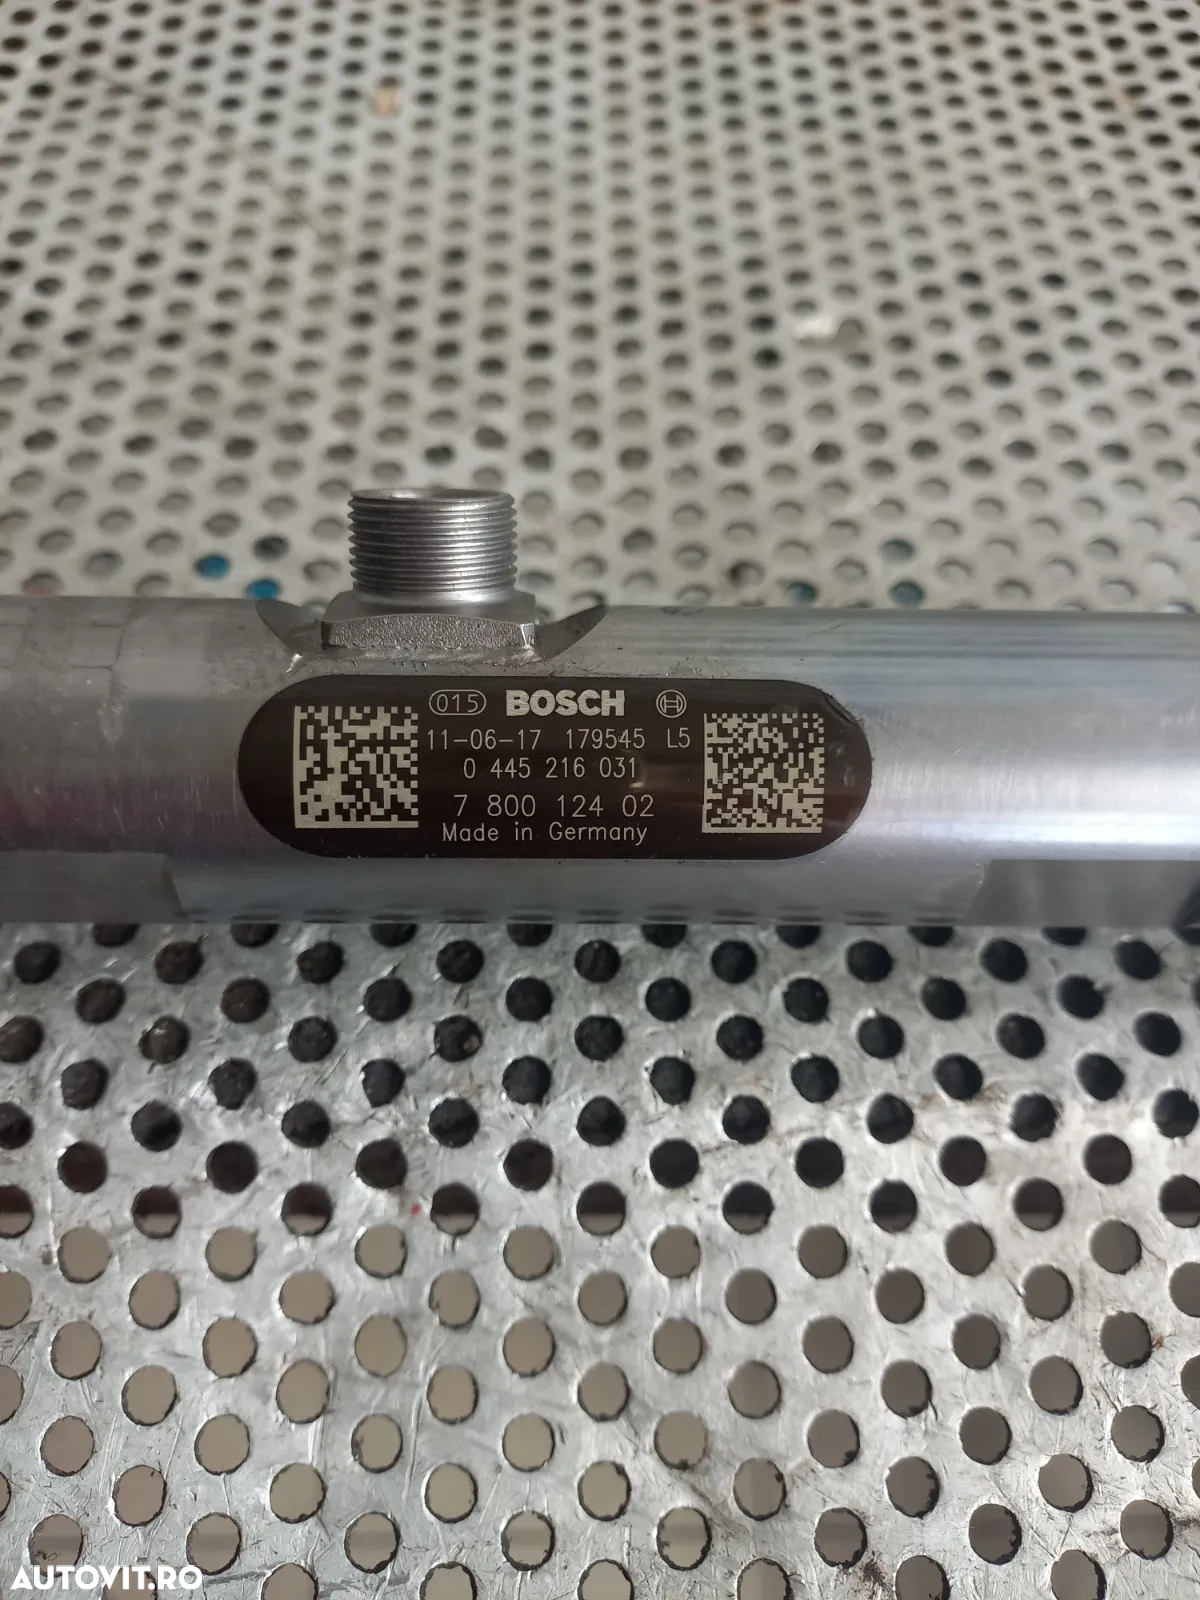 015 BOSCH
11-06-17 179545 L5
0 445 216 031
7 800 124 02
Made in Germany
AUTOVIT.RO